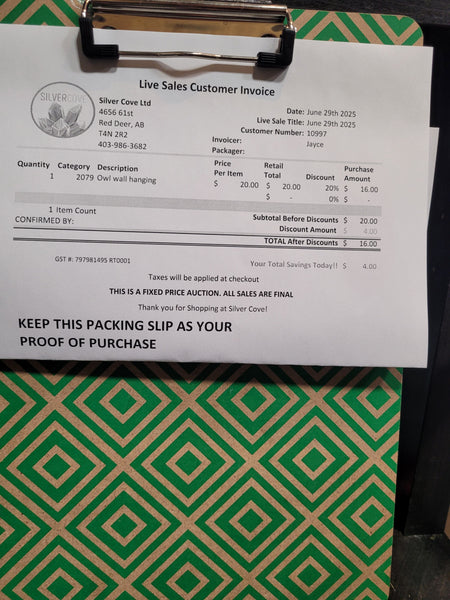 Live Sales Customer Invoice
SILVERCOVE
Silver Cove Ltd
4656 61st
Red Deer, AB
T4N 2R2
403-986-3682
Date: June 29th 2025
Live Sale Title: June 29th 2025
Customer Number: 10997
Invoicer: Jayce
Packager:
Quantity Category Description Price Per Item Retail Total Discount Purchase Amount
1 2079 Owl wall hanging $ 20.00 $ 20.00 20% $ 16.00
$ - 0% $ -
1 Item Count
Subtotal Before Discounts $ 20.00
CONFIRMED BY:
Discount Amount $ 4.00
TOTAL After Discounts $ 16.00
GST #: 797981495 RT0001
Your Total Savings Today!! $ 4.00
Taxes will be applied at checkout
THIS IS A FIXED PRICE AUCTION. ALL SALES ARE FINAL
Thank you for Shopping at Silver Cove!
KEEP THIS PACKING SLIP AS YOUR
PROOF OF PURCHASE